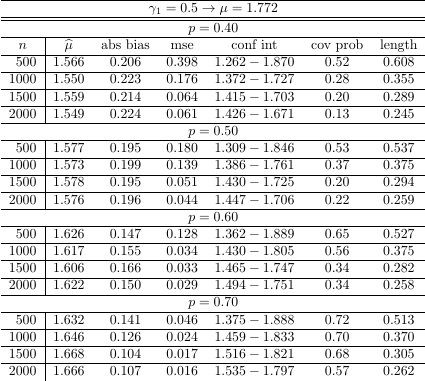 γ₁ = 0.5 → μ = 1.772
p = 0.40
n μ̂ abs bias mse conf int cov prob length
500 1.566 0.206 0.398 1.262 − 1.870 0.52 0.608
1000 1.550 0.223 0.176 1.372 − 1.727 0.28 0.355
1500 1.559 0.214 0.064 1.415 − 1.703 0.20 0.289
2000 1.549 0.224 0.061 1.426 − 1.671 0.13 0.245
p = 0.50
500 1.577 0.195 0.180 1.309 − 1.846 0.53 0.537
1000 1.573 0.199 0.139 1.386 − 1.761 0.37 0.375
1500 1.578 0.195 0.051 1.430 − 1.725 0.20 0.294
2000 1.576 0.196 0.044 1.447 − 1.706 0.22 0.259
p = 0.60
500 1.626 0.147 0.128 1.362 − 1.889 0.65 0.527
1000 1.617 0.155 0.034 1.430 − 1.805 0.56 0.375
1500 1.606 0.166 0.033 1.465 − 1.747 0.34 0.282
2000 1.622 0.150 0.029 1.494 − 1.751 0.34 0.258
p = 0.70
500 1.632 0.141 0.046 1.375 − 1.888 0.72 0.513
1000 1.646 0.126 0.024 1.459 − 1.833 0.70 0.370
1500 1.668 0.104 0.017 1.516 − 1.821 0.68 0.305
2000 1.666 0.107 0.016 1.535 − 1.797 0.57 0.262